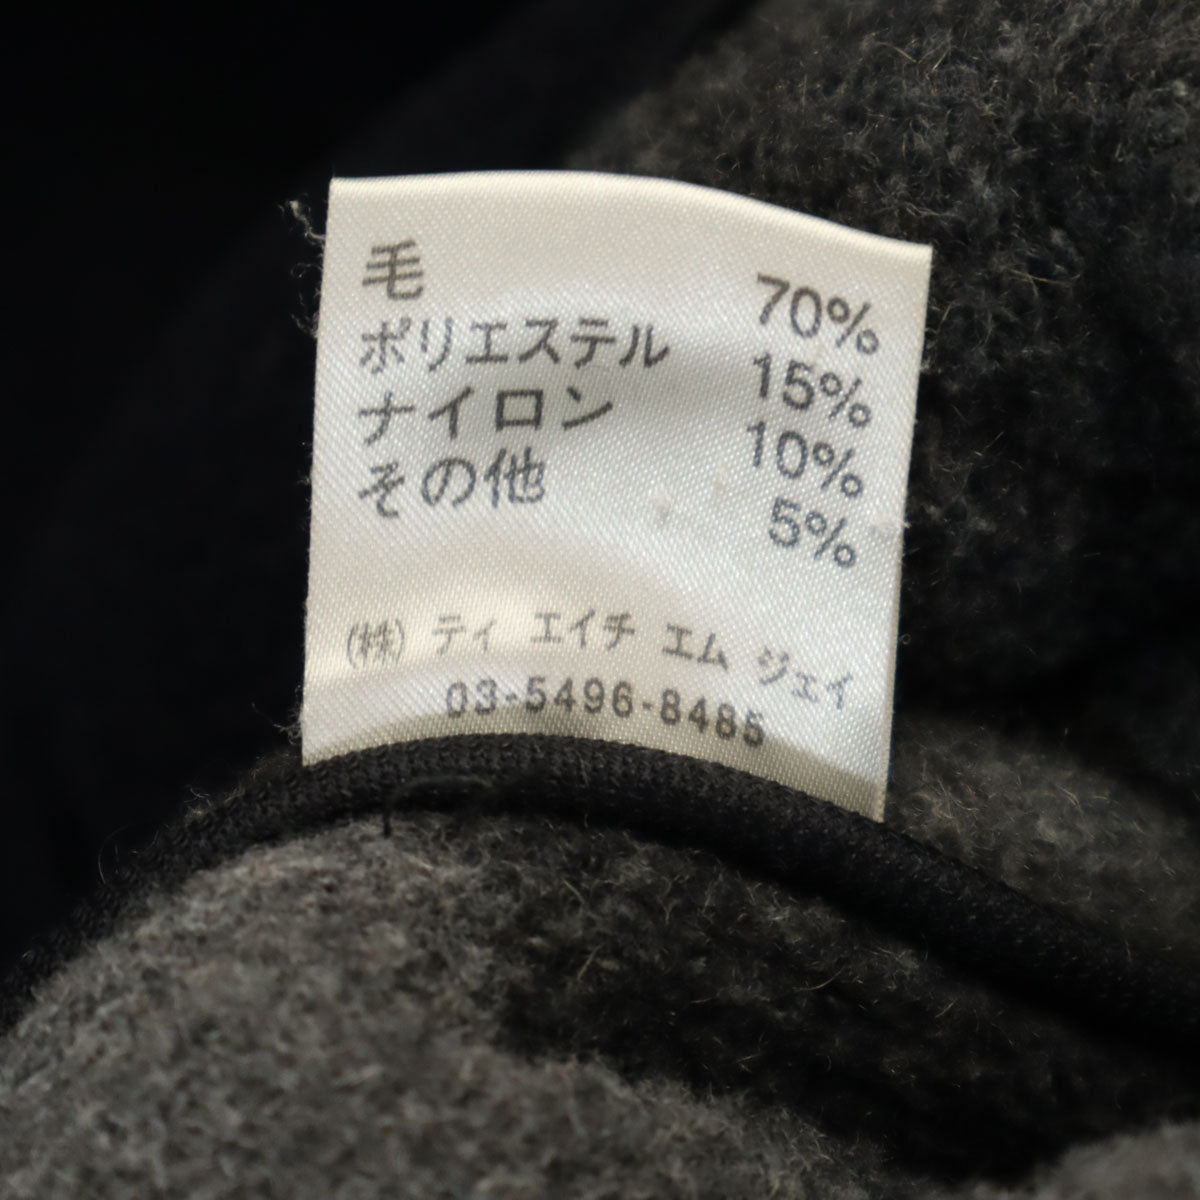 毛 70%
ポリエステル 15%
ナイロン 10%
その他 5%
(株) ティ エイチ エム ジェイ
03-5496-8485